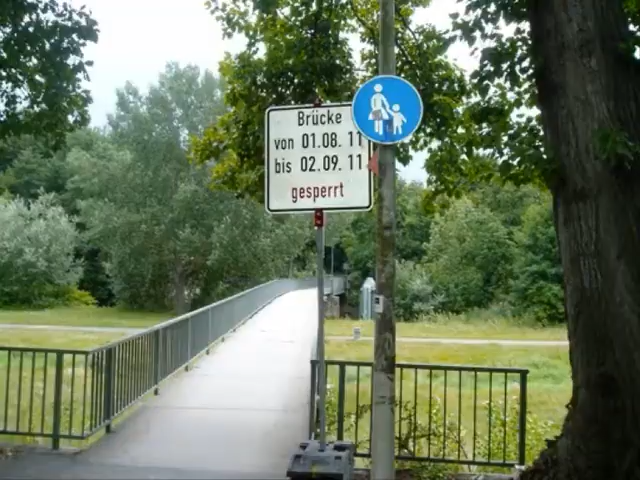 Brücke
von 01.08. 11
bis 02.09. 11
gesperrt